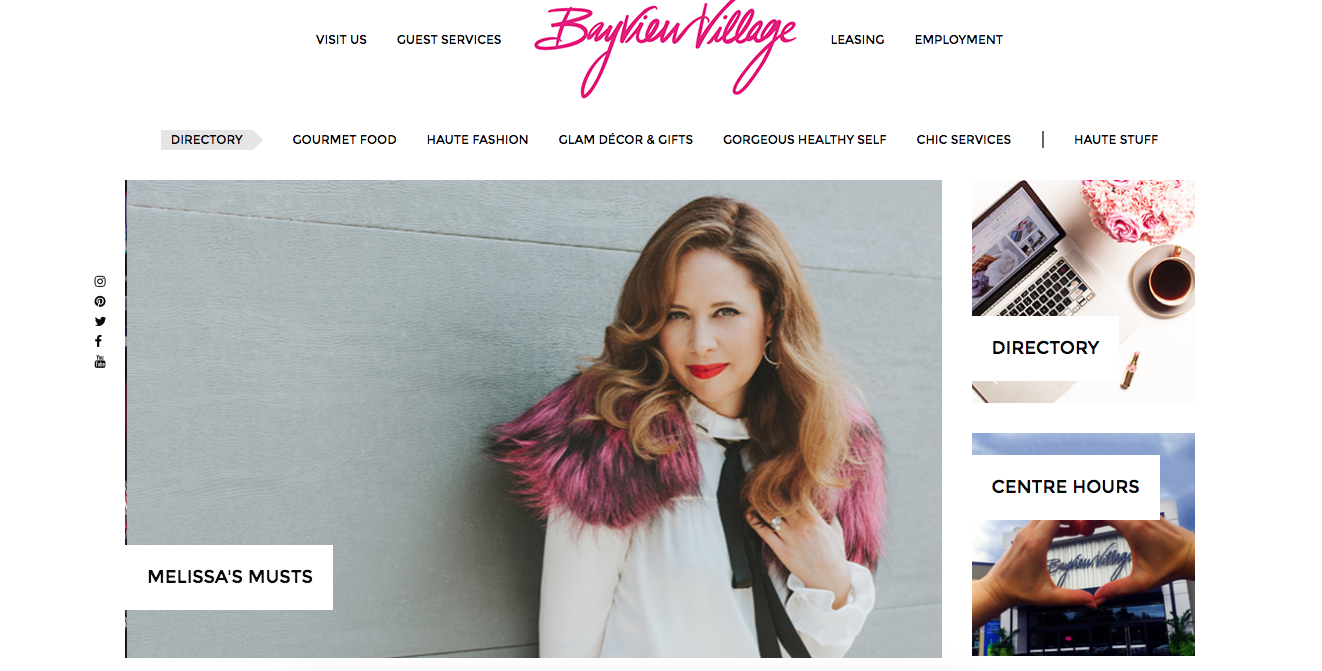 VISIT US
GUEST SERVICES
Bayview Village
LEASING
EMPLOYMENT
DIRECTORY
GOURMET FOOD
HAUTE FASHION
GLAM DÉCOR & GIFTS
GORGEOUS HEALTHY SELF
CHIC SERVICES
HAUTE STUFF
MELISSA'S MUSTS
DIRECTORY
CENTRE HOURS
Bayview Village
You
Tube